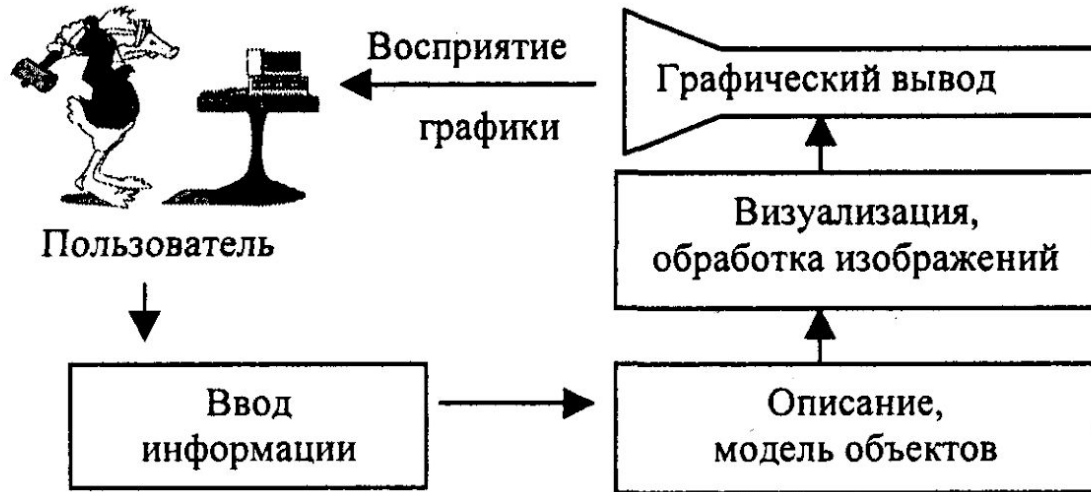 Восприятие
графики
Графический вывод
Пользователь
Визуализация,
обработка изображений
Ввод
информации
Описание,
модель объектов